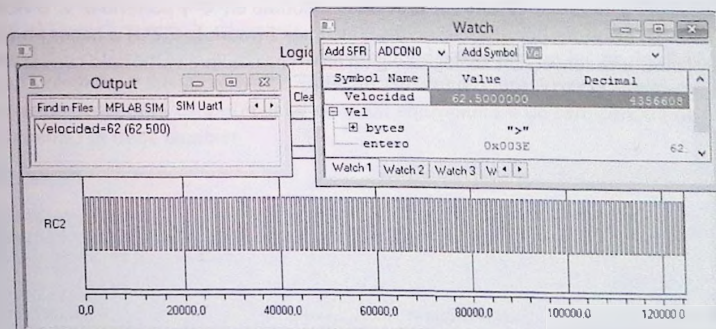 Watch
Add SFR ADCON0 Add Symbol
Symbol Name Value Decimal
Velocidad 62.5000000 4356608
Vel
bytes ">"
entero 0x003E 62
Watch 1 Watch 2 Watch 3 W
Logic
Clea
Output
Find in Files MPLAB SIM SIM Uart1
Velocidad=62 (62 500)
RC2
0,0 20000,0 40000,0 60000,0 80000,0 100000,0 120000,0